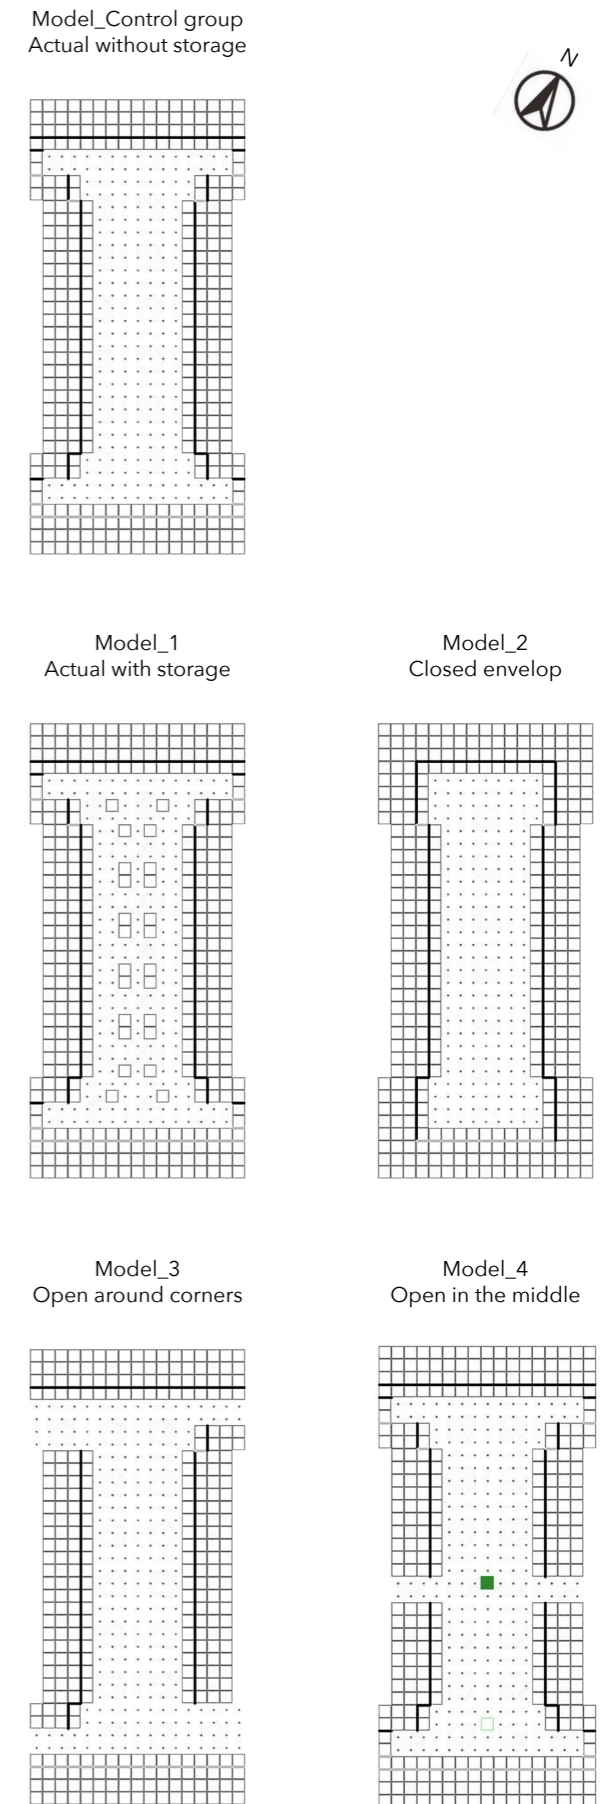 Model_Control group
Actual without storage
N
Model_1
Actual with storage
Model_2
Closed envelop
Model_3
Open around corners
Model_4
Open in the middle